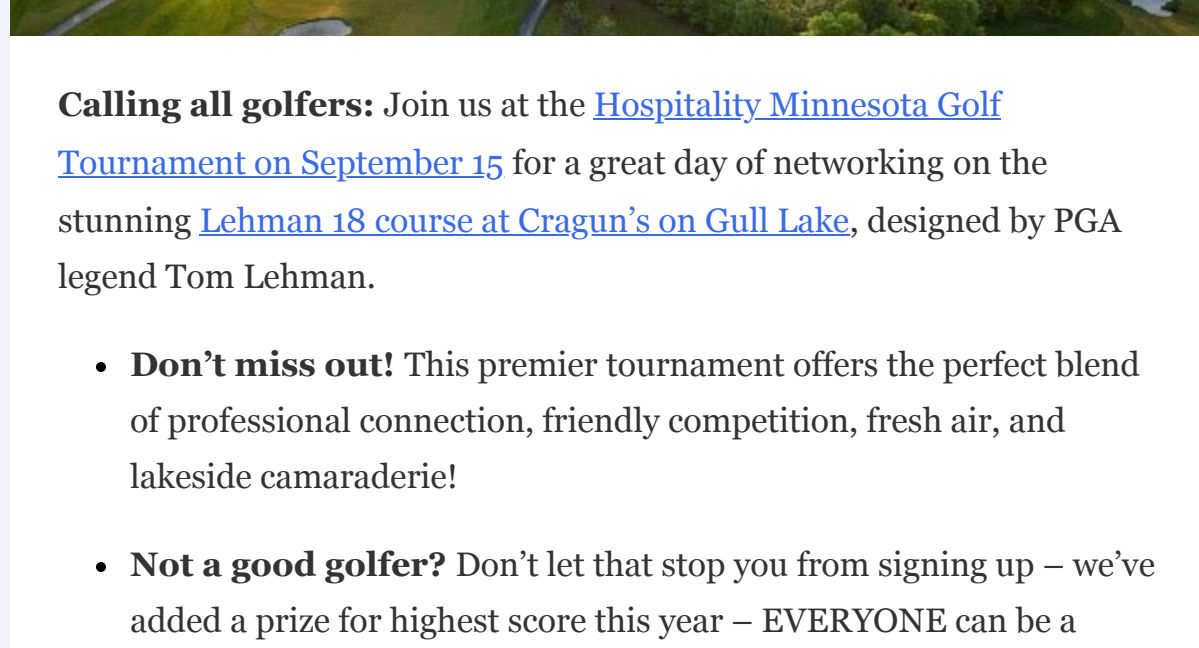 Calling all golfers: Join us at the Hospitality Minnesota Golf
Tournament on September 15 for a great day of networking on the
stunning Lehman 18 course at Cragun’s on Gull Lake, designed by PGA
legend Tom Lehman.
• Don’t miss out! This premier tournament offers the perfect blend
of professional connection, friendly competition, fresh air, and
lakeside camaraderie!
• Not a good golfer? Don’t let that stop you from signing up – we’ve
added a prize for highest score this year – EVERYONE can be a